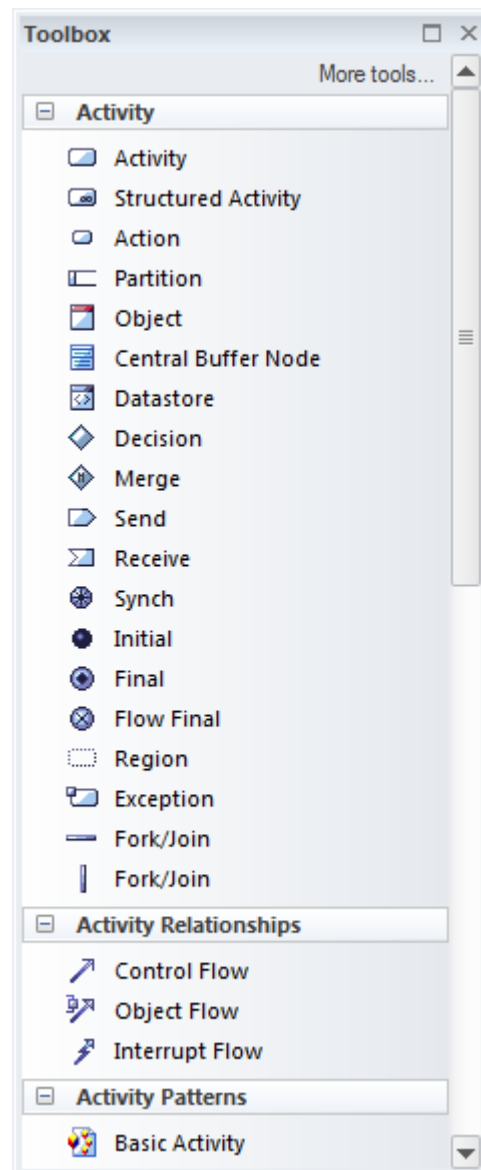 Toolbox
More tools...
Activity
Activity
Structured Activity
Action
Partition
Object
Central Buffer Node
Datastore
Decision
Merge
Send
Receive
Synch
Initial
Final
Flow Final
Region
Exception
Fork/Join
Fork/Join
Activity Relationships
Control Flow
Object Flow
Interrupt Flow
Activity Patterns
Basic Activity